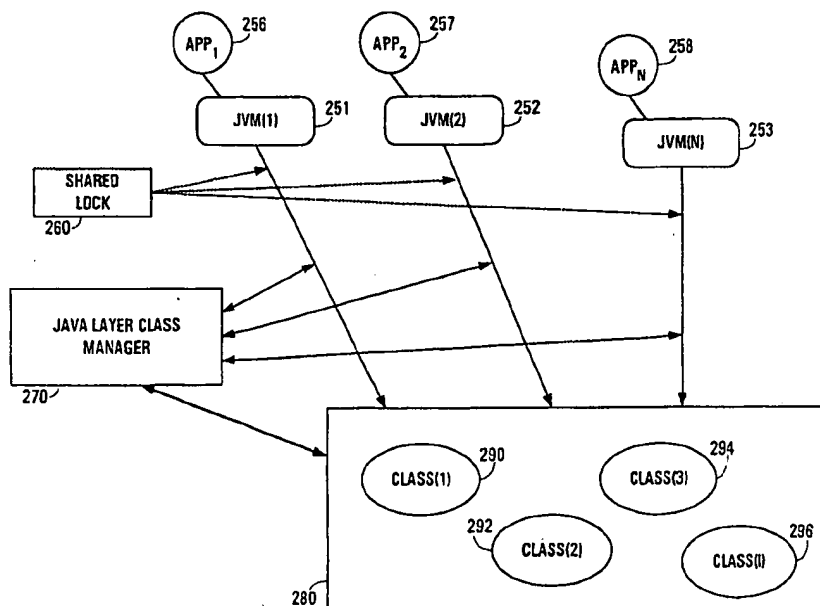 256
APP1
257
APP2
258
APPN
JVM(1)
251
JVM(2)
252
JVM(N)
253
SHARED
LOCK
260
JAVA LAYER CLASS
MANAGER
270
CLASS(1)
290
CLASS(3)
294
292
CLASS(2)
CLASS(I)
296
280